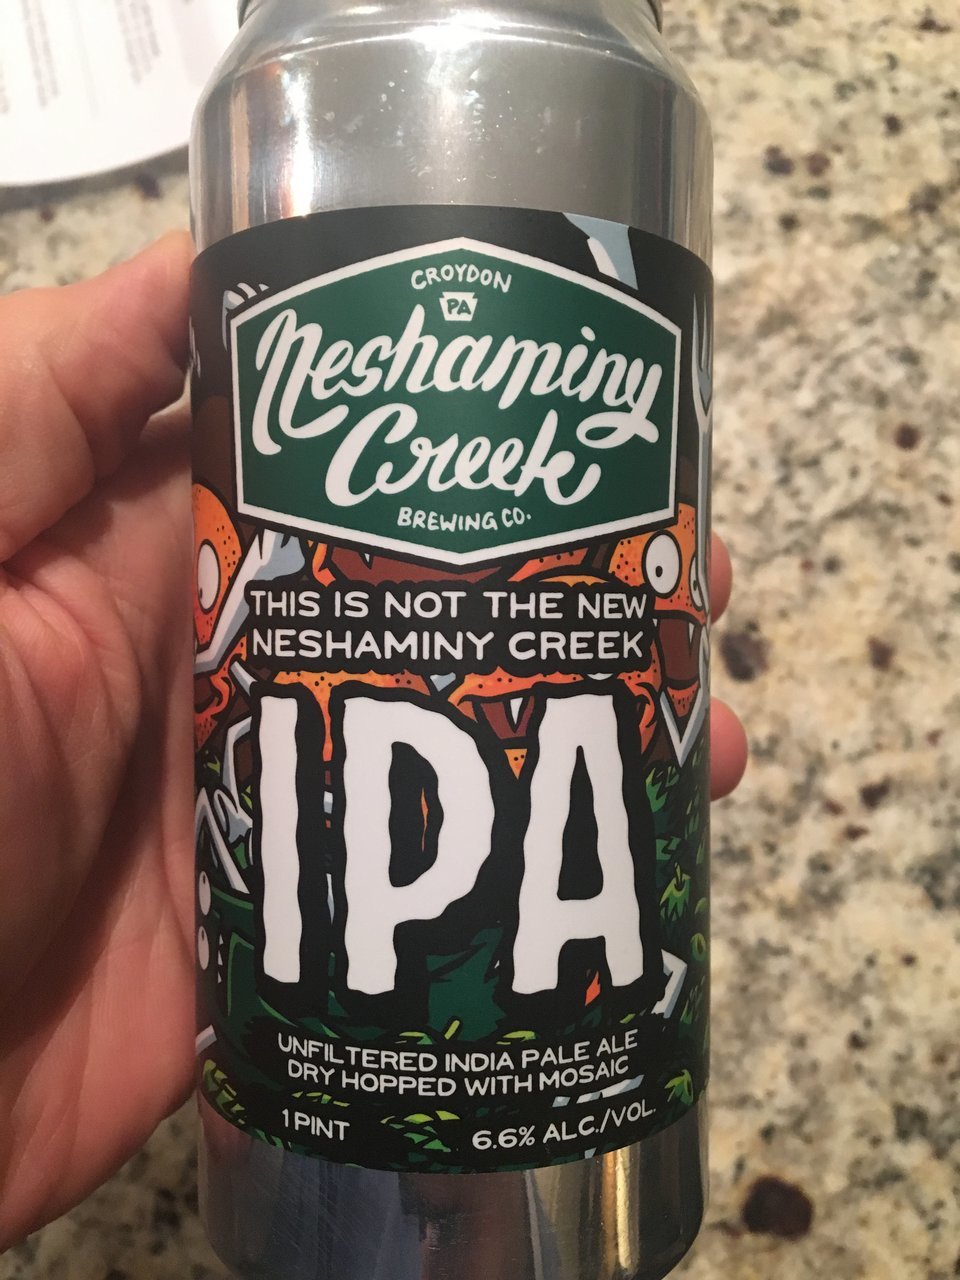 CROYDON
PA
Neshaminy
Creek
BREWING CO.
THIS IS NOT THE NEW
NESHAMINY CREEK
IPA
UNFILTERED INDIA PALE ALE
DRY HOPPED WITH MOSAIC
1 PINT
6.6% ALC./VOL.